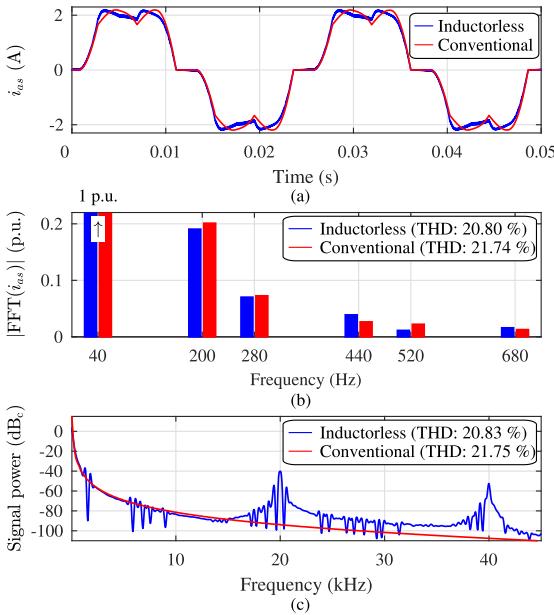 2
0
-2
i_as (A)
Inductorless
Conventional
0
0.01
0.02
0.03
0.04
0.05
Time (s)
(a)
1 p.u.
↑
0.2
0.1
0
|FFT(i_as)| (p.u.)
Inductorless (THD: 20.80 %)
Conventional (THD: 21.74 %)
40
200
280
440
520
680
Frequency (Hz)
(b)
0
-20
-40
-60
-80
-100
Signal power (dB_c)
Inductorless (THD: 20.83 %)
Conventional (THD: 21.75 %)
10
20
30
40
Frequency (kHz)
(c)